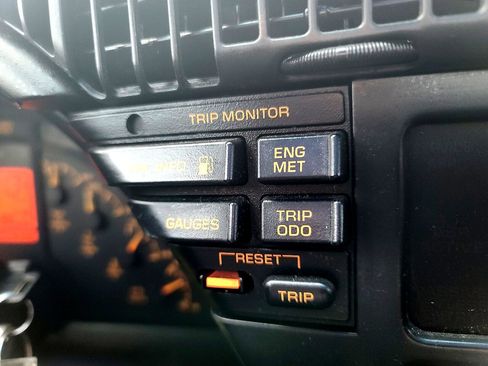 TRIP MONITOR
ENG
MET
GAUGES
TRIP
ODO
RESET
TRIP